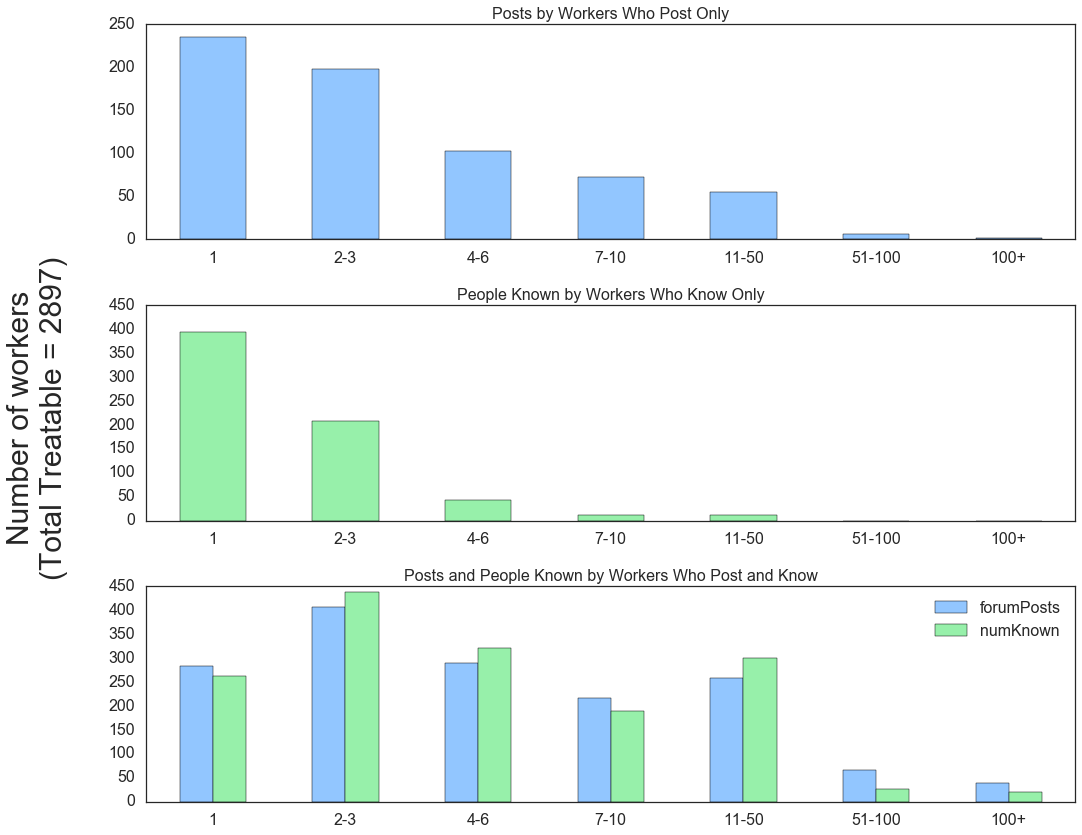 Number of workers
(Total Treatable = 2897)
Posts by Workers Who Post Only
250
200
150
100
50
0
1 2-3 4-6 7-10 11-50 51-100 100+
People Known by Workers Who Know Only
450
400
350
300
250
200
150
100
50
0
1 2-3 4-6 7-10 11-50 51-100 100+
Posts and People Known by Workers Who Post and Know
450
400
350
300
250
200
150
100
50
0
forumPosts
numKnown
1 2-3 4-6 7-10 11-50 51-100 100+